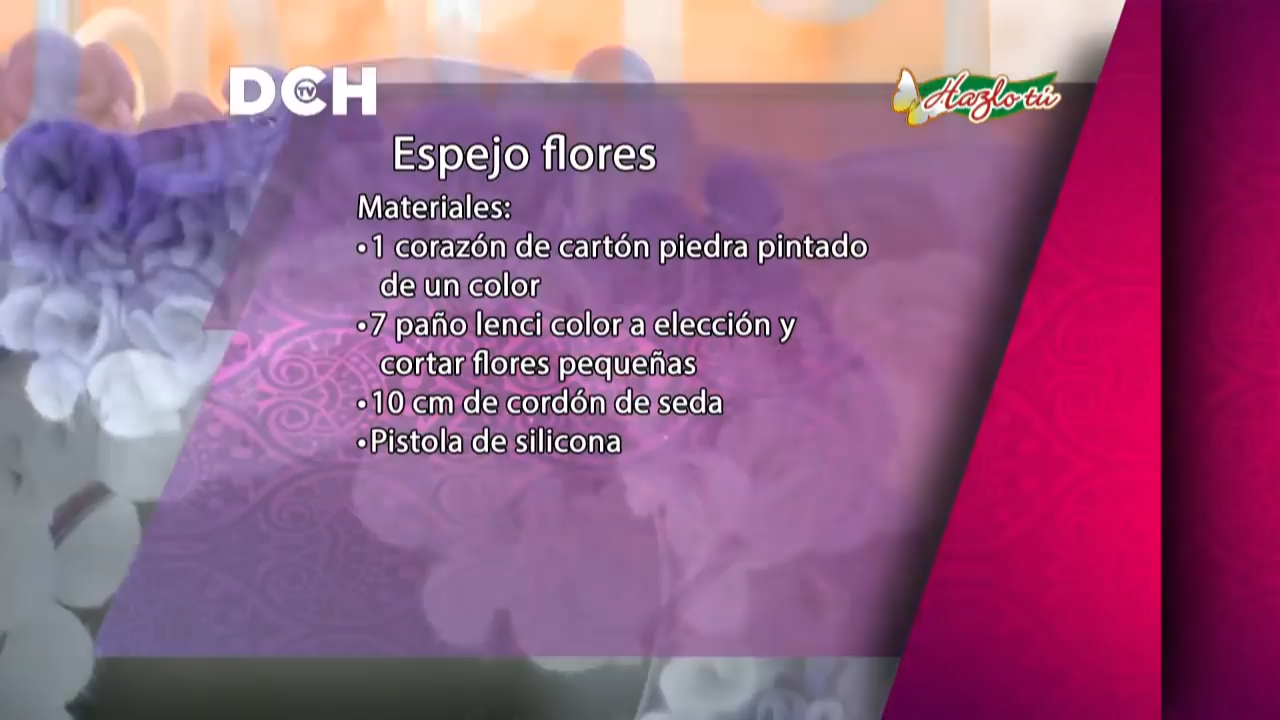 DCH
TV
Hazlo tú
Espejo flores
Materiales:
•1 corazón de cartón piedra pintado
de un color
•7 paño lenci color a elección y
cortar flores pequeñas
•10 cm de cordón de seda
•Pistola de silicona